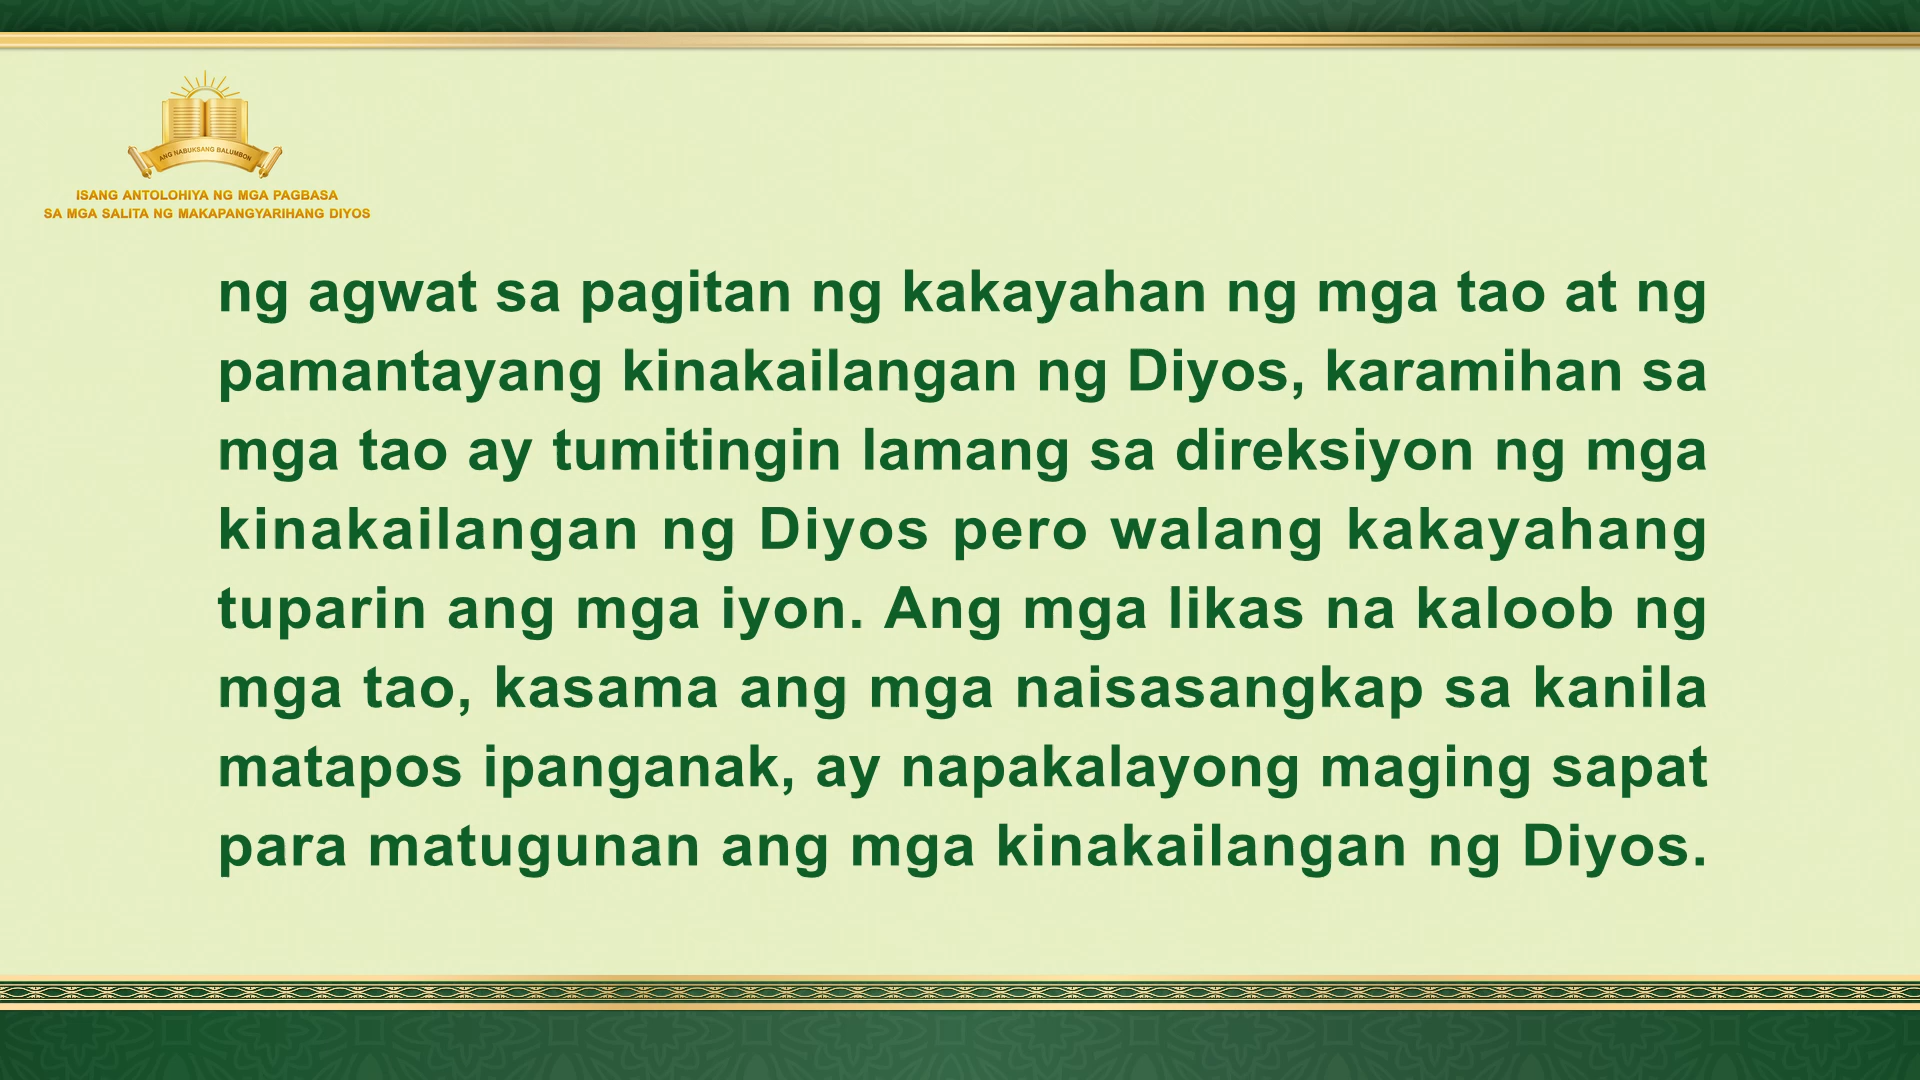 ANG NABUKSANG BALUMBON
ISANG ANTOLOHIYA NG MGA PAGBASA
SA MGA SALITA NG MAKAPANGYARIHANG DIYOS
ng agwat sa pagitan ng kakayahan ng mga tao at ng
pamantayang kinakailangan ng Diyos, karamihan sa
mga tao ay tumitingin lamang sa direksiyon ng mga
kinakailangan ng Diyos pero walang kakayahang
tuparin ang mga iyon. Ang mga likas na kaloob ng
mga tao, kasama ang mga naisasangkap sa kanila
matapos ipanganak, ay napakalayong maging sapat
para matugunan ang mga kinakailangan ng Diyos.